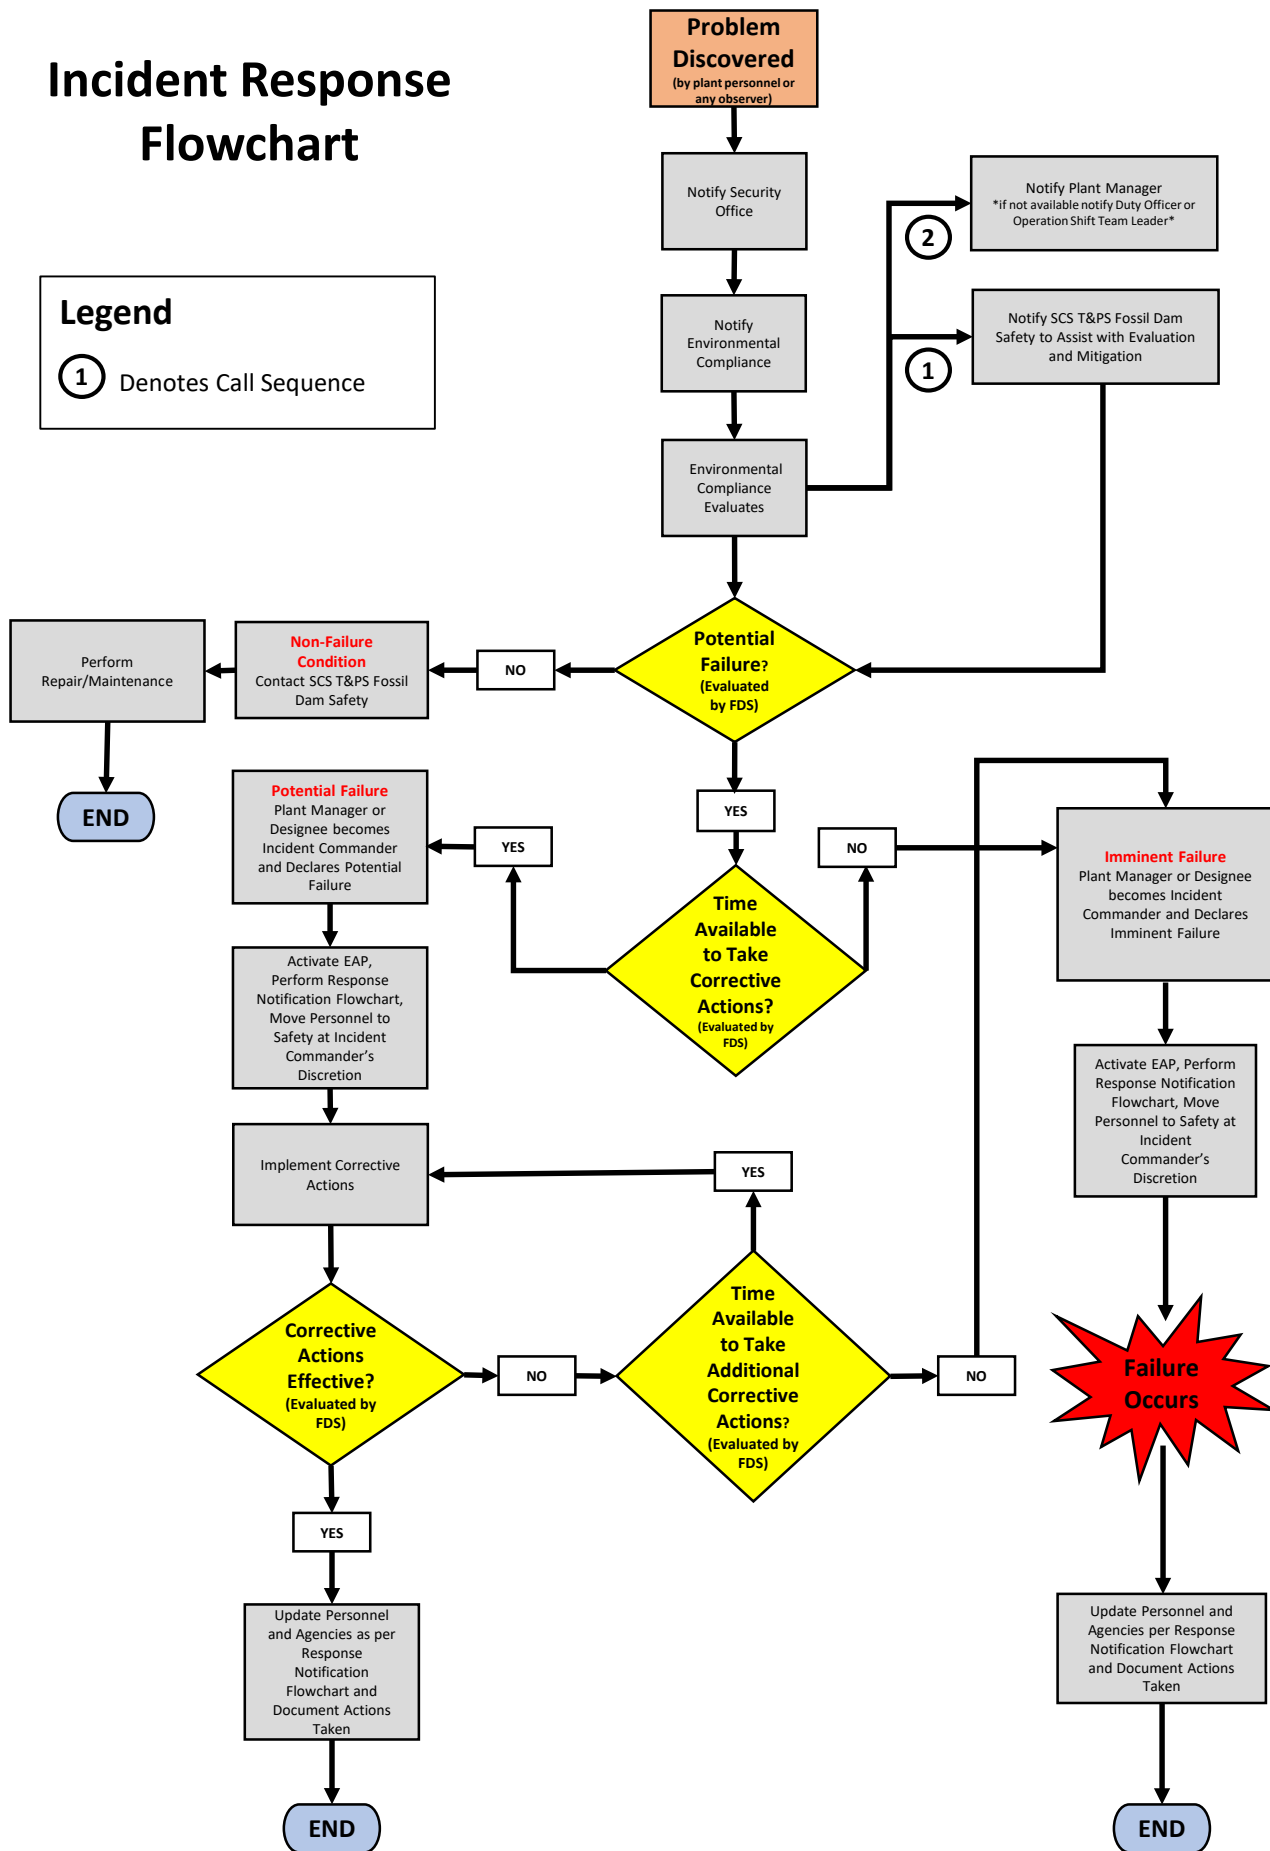 Incident Response
Flowchart
Problem
Discovered
(by plant personnel or
any observer)
Notify Security
Office
Notify Plant Manager
*if not available notify Duty Officer or
Operation Shift Team Leader*
2
Legend
1
Denotes Call Sequence
Notify
Environmental
Compliance
Notify SCS T&PS Fossil Dam
Safety to Assist with Evaluation
and Mitigation
1
Environmental
Compliance
Evaluates
Potential
Failure?
(Evaluated
by FDS)
NO
Non-Failure
Condition
Contact SCS T&PS Fossil
Dam Safety
Perform
Repair/Maintenance
END
YES
Time
Available
to Take
Corrective
Actions?
(Evaluated by
FDS)
YES
Potential Failure
Plant Manager or
Designee becomes
Incident Commander
and Declares Potential
Failure
NO
Imminent Failure
Plant Manager or Designee
becomes Incident
Commander and Declares
Imminent Failure
Activate EAP,
Perform Response
Notification Flowchart,
Move Personnel to
Safety at Incident
Commander’s
Discretion
Activate EAP, Perform
Response Notification
Flowchart, Move
Personnel to Safety at
Incident
Commander’s
Discretion
Implement Corrective
Actions
YES
Corrective
Actions
Effective?
(Evaluated by
FDS)
NO
Time
Available
to Take
Additional
Corrective
Actions?
(Evaluated by
FDS)
NO
Failure
Occurs
YES
Update Personnel
and Agencies as per
Response
Notification
Flowchart and
Document Actions
Taken
Update Personnel and
Agencies per Response
Notification Flowchart
and Document Actions
Taken
END
END